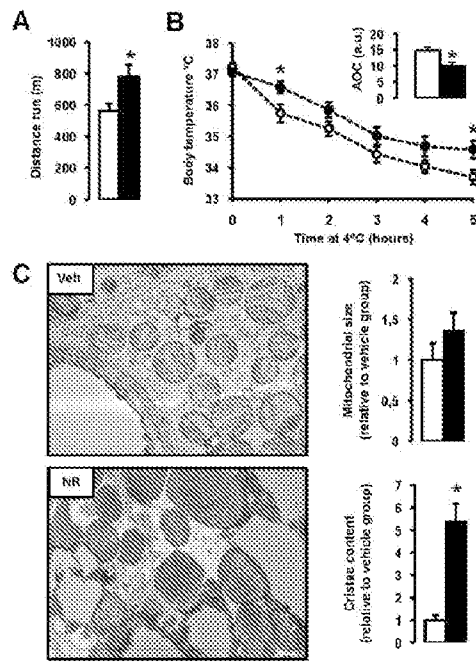 A
Distance run (m)
1000
800
600
400
200
0
*
B
Body temperature °C
37
36
35
34
33
*
*
0 1 2 3 4 5
Time at 4ºC (hours)
AOC (a.u.)
20
15
10
5
0
*
C
Veh
NR
Mitochondrial size
(relative to vehicle group)
2
1,5
1
0,5
0
Cristae content
(relative to vehicle group)
7
6
5
4
3
2
1
0
*